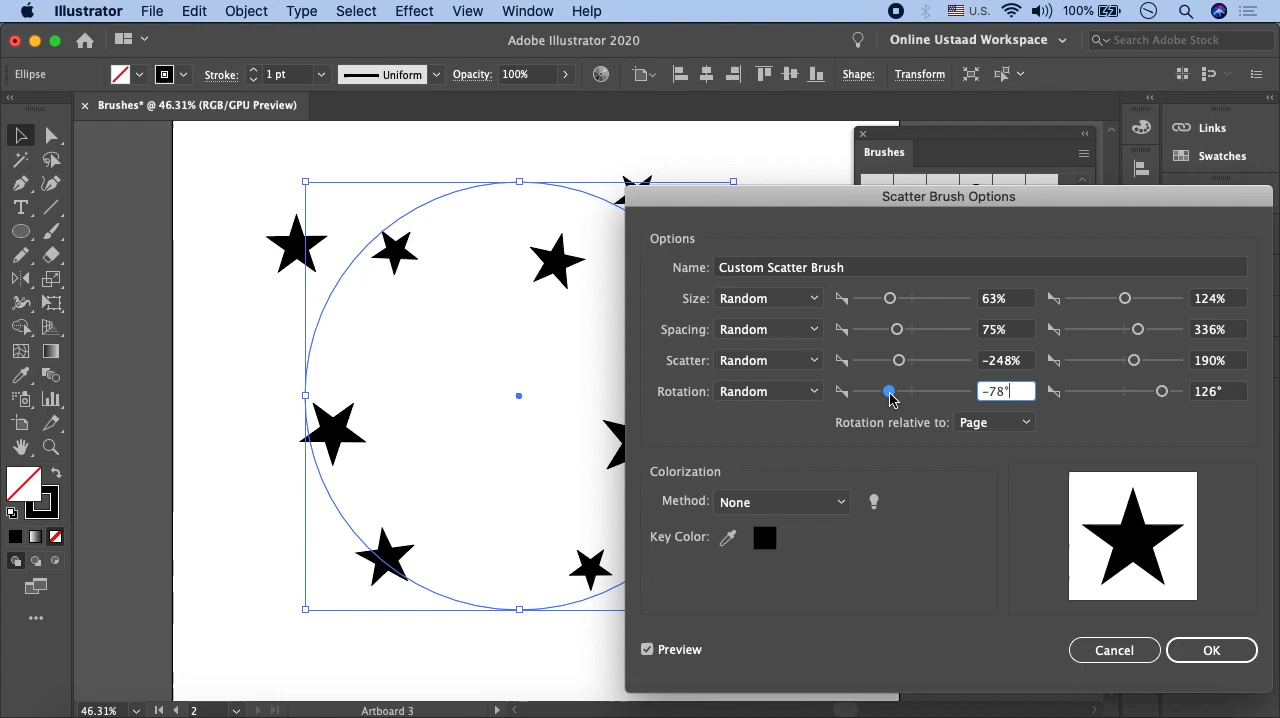 Illustrator File Edit Object Type Select Effect View Window Help U.S. 100%
Adobe Illustrator 2020 Online Ustaad Workspace Search Adobe Stock
Ellipse Stroke: 1 pt Uniform Opacity: 100% Shape: Transform
Brushes* @ 46.31% (RGB/GPU Preview)
Links
Brushes
Swatches
Scatter Brush Options
Options
Name: Custom Scatter Brush
Size: Random 63% 124%
Spacing: Random 75% 336%
Scatter: Random -248% 190%
Rotation: Random -78° 126°
Rotation relative to: Page
Colorization
Method: None
Key Color:
Preview Cancel OK
46.31% 2 Artboard 3